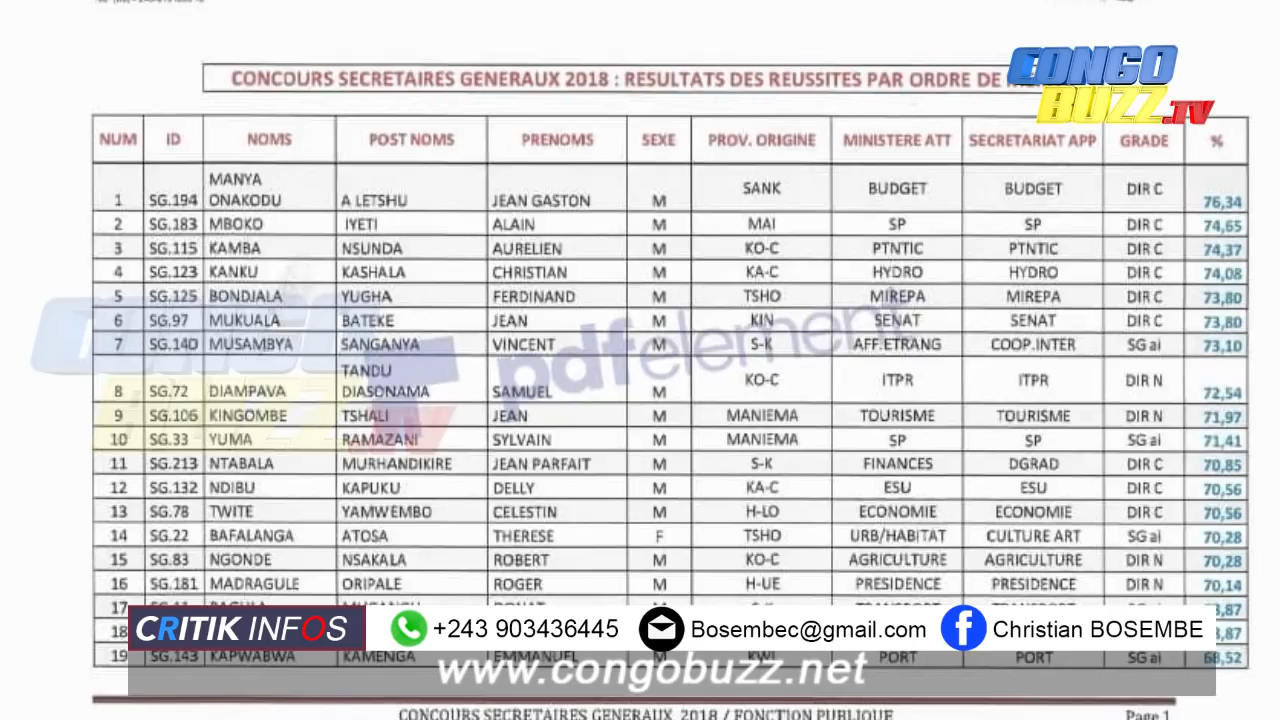 CONCOURS SECRETAIRES GENERAUX 2018 : RESULTATS DES REUSSITES PAR ORDRE DE
CONGO
BUZZ.TV
NUM ID NOMS POST NOMS PRENOMS SEXE PROV. ORIGINE MINISTERE ATT SECRETARIAT APP GRADE %
1 SG.194 MANYA ONAKODU A LETSHU JEAN GASTON M SANK BUDGET BUDGET DIR C 76,34
2 SG.183 MBOKO IYETI ALAIN M MAI SP SP DIR C 74,65
3 SG.115 KAMBA NSUNDA AURELIEN M KO-C PTNTIC PTNTIC DIR C 74,37
4 SG.123 KANKU KASHALA CHRISTIAN M KA-C HYDRO HYDRO DIR C 74,08
5 SG.125 BONDJALA YUGHA FERDINAND M TSHO MIREPA MIREPA DIR C 73,80
6 SG.97 MUKUALA BATEKE JEAN M KIN SENAT SENAT DIR C 73,80
7 SG.140 MUSAMBYA SANGANYA VINCENT M S-K AFF.ETRANG COOP.INTER SG ai 73,10
8 SG.72 DIAMPAVA TANDU DIASONAMA SAMUEL M KO-C ITPR ITPR DIR N 72,54
9 SG.106 KINGOMBE TSHALI JEAN M MANIEMA TOURISME TOURISME DIR N 71,97
10 SG.33 YUMA RAMAZANI SYLVAIN M MANIEMA SP SP SG ai 71,41
11 SG.213 NTABALA MURHANDIKIRE JEAN PARFAIT M S-K FINANCES DGRAD DIR C 70,85
12 SG.132 NDIBU KAPUKU DELLY M KA-C ESU ESU DIR C 70,56
13 SG.78 TWITE YAMWEMBO CELESTIN M H-LO ECONOMIE ECONOMIE DIR C 70,56
14 SG.22 BAFALANGA ATOSA THERESE F TSHO URB/HABITAT CULTURE ART SG ai 70,28
15 SG.83 NGONDE NSAKALA ROBERT M KO-C AGRICULTURE AGRICULTURE DIR N 70,28
16 SG.181 MADRAGULE ORIPALE ROGER M H-UE PRESIDENCE PRESIDENCE DIR N 70,14
17
18
19 SG.143 KAPWABWA KAMENGA EMMANUEL M KWI PORT PORT SG ai 68,52
pdfelement
CONGO
BUZZ TV
CRITIK INFOS +243 903436445 Bosembec@gmail.com Christian BOSEMBE
www.congobuzz.net
CONCOURS SECRETAIRES GENERAUX 2018 / FONCTION PUBLIQUE Page 1